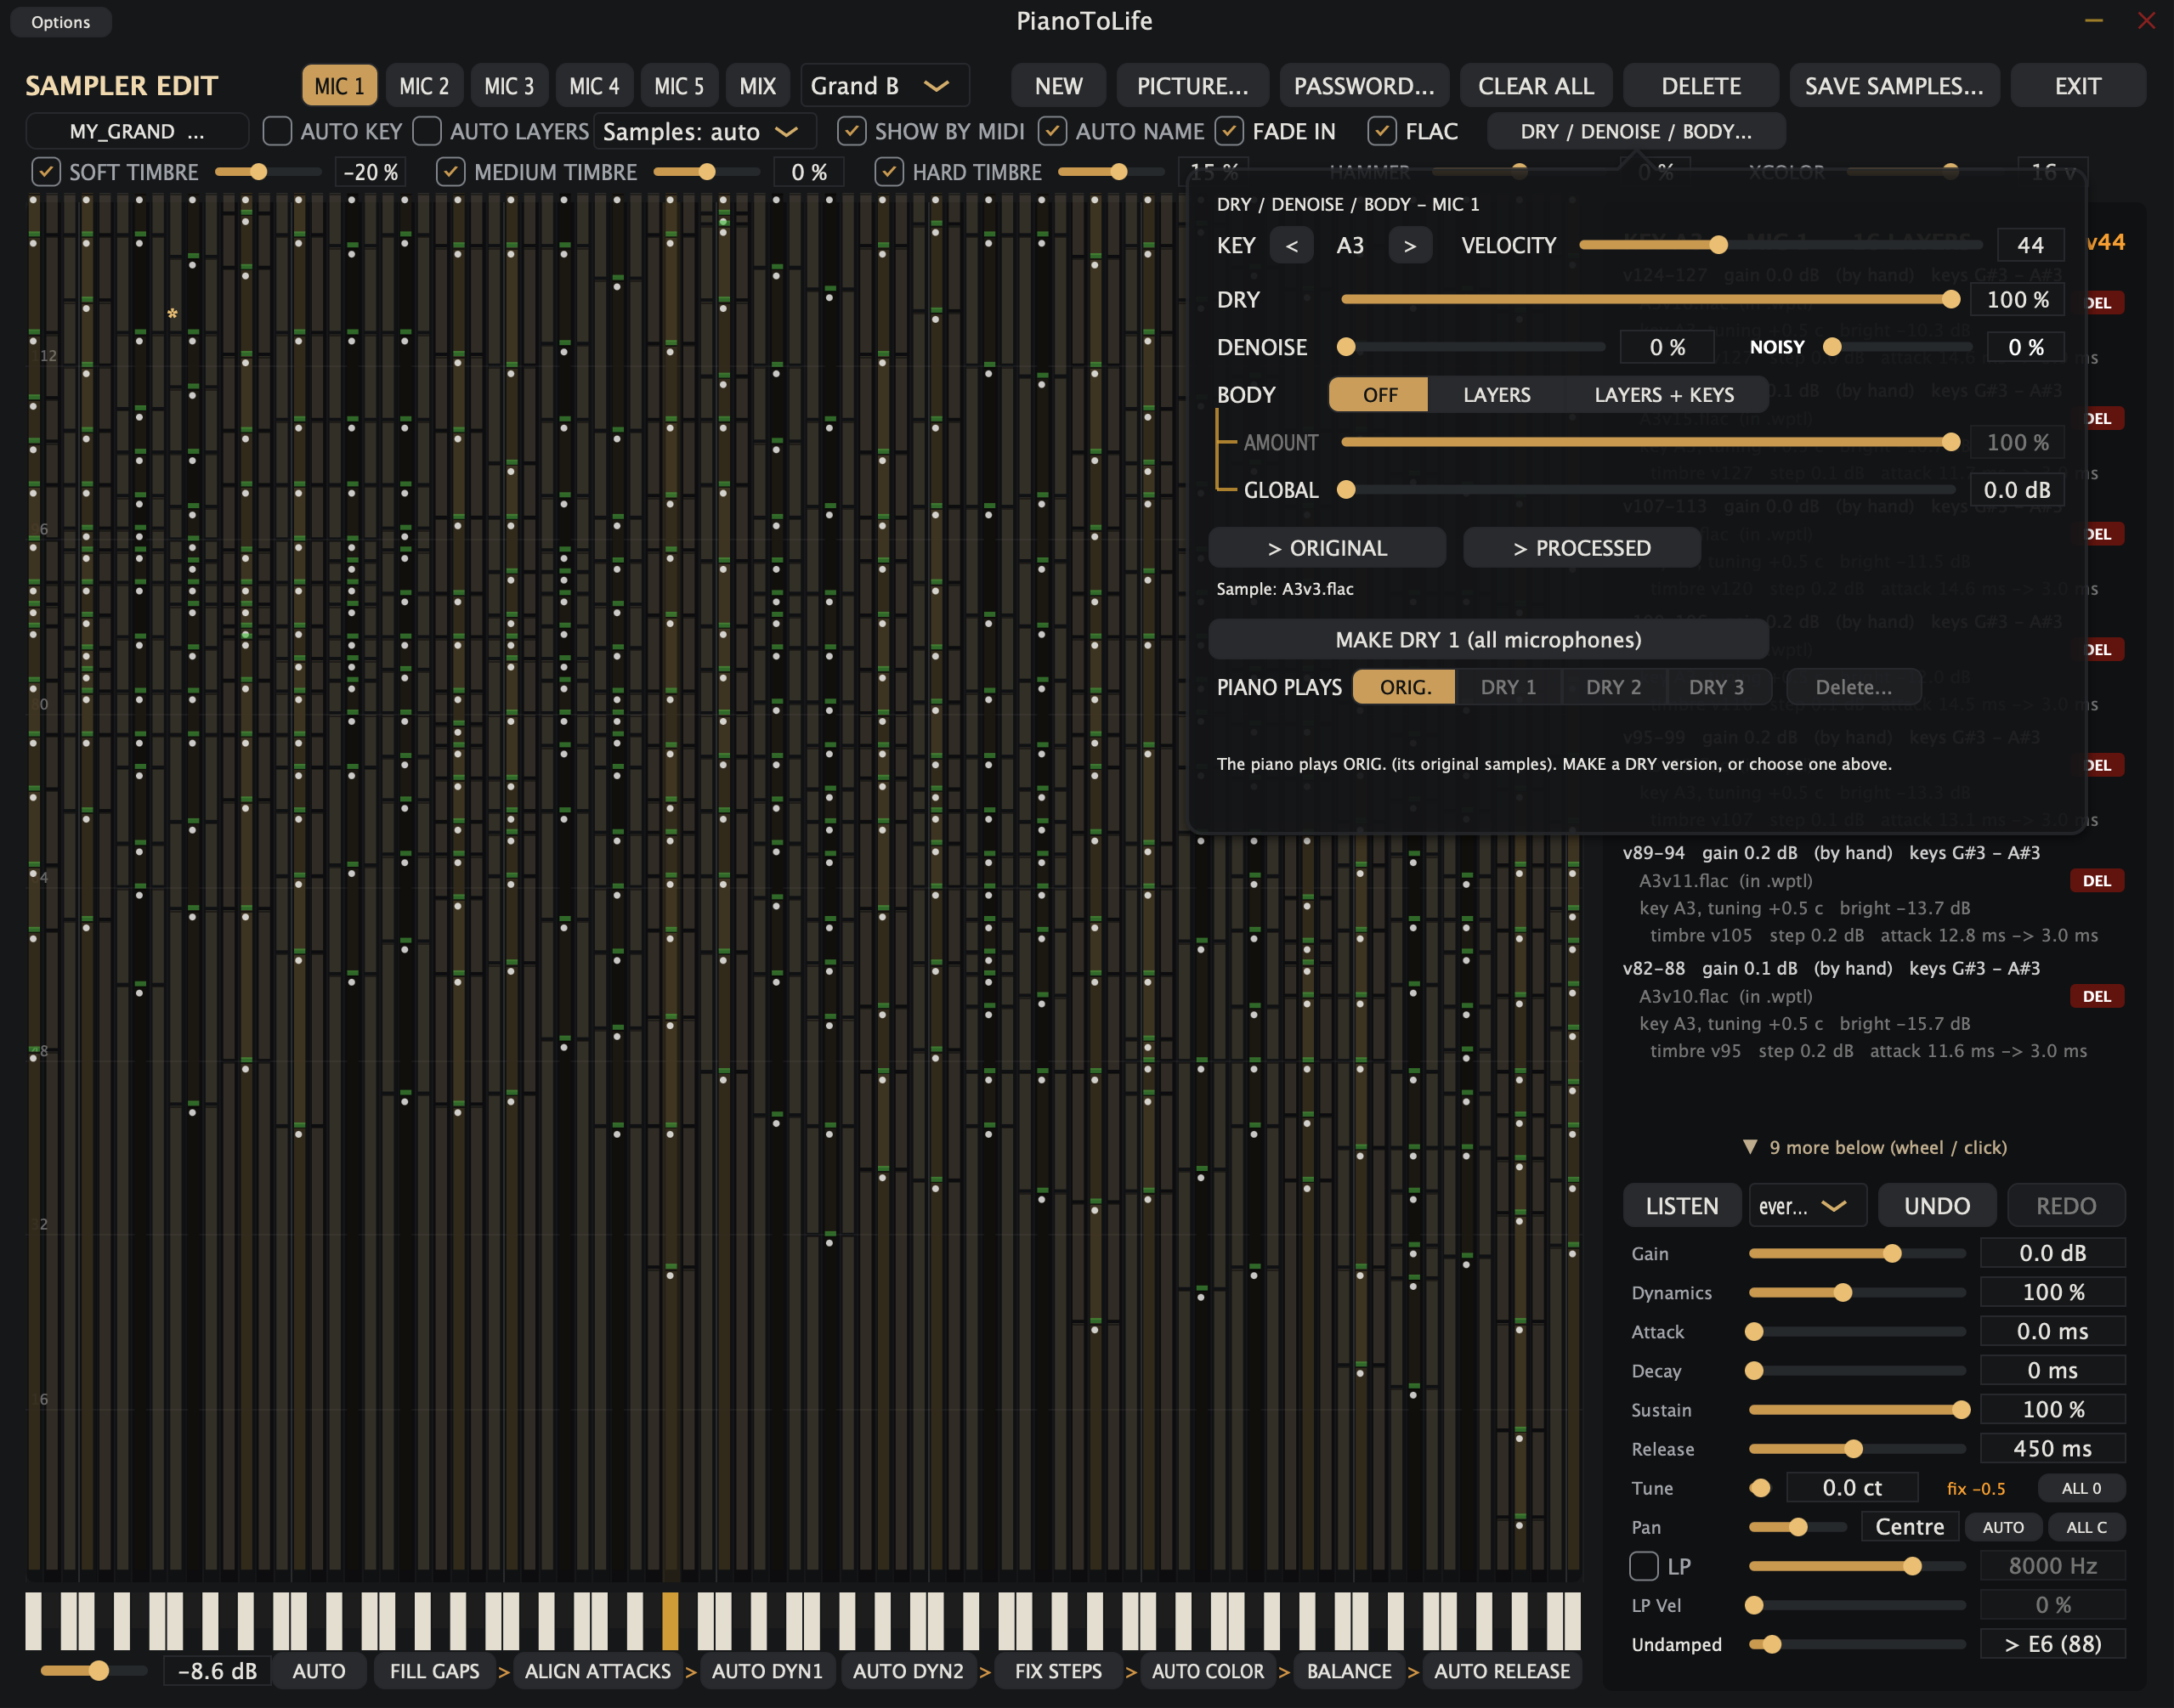 Options
PianoToLife
SAMPLER EDIT MIC 1 MIC 2 MIC 3 MIC 4 MIC 5 MIX Grand B NEW PICTURE... PASSWORD... CLEAR ALL DELETE SAVE SAMPLES... EXIT
MY_GRAND ... AUTO KEY AUTO LAYERS Samples: auto SHOW BY MIDI AUTO NAME FADE IN FLAC DRY / DENOISE / BODY...
SOFT TIMBRE -20 % MEDIUM TIMBRE 0 % HARD TIMBRE 15 % HAMMER 0 % XCOLOR 16 v
DRY / DENOISE / BODY - MIC 1
KEY < A3 > VELOCITY 44
v44
DRY 100 %
DEL
DENOISE 0 % NOISY 0 %
BODY OFF LAYERS LAYERS + KEYS
DEL
AMOUNT 100 %
GLOBAL 0.0 dB
> ORIGINAL > PROCESSED
DEL
Sample: A3v3.flac
MAKE DRY 1 (all microphones)
DEL
PIANO PLAYS ORIG. DRY 1 DRY 2 DRY 3 Delete...
The piano plays ORIG. (its original samples). MAKE a DRY version, or choose one above.
DEL
v89-94 gain 0.2 dB (by hand) keys G#3 - A#3
A3v11.flac (in .wptl) DEL
key A3, tuning +0.5 c bright -13.7 dB
timbre v105 step 0.2 dB attack 12.8 ms -> 3.0 ms
v82-88 gain 0.1 dB (by hand) keys G#3 - A#3
A3v10.flac (in .wptl) DEL
key A3, tuning +0.5 c bright -15.7 dB
timbre v95 step 0.2 dB attack 11.6 ms -> 3.0 ms
▼ 9 more below (wheel / click)
LISTEN ever... UNDO REDO
Gain 0.0 dB
Dynamics 100 %
Attack 0.0 ms
Decay 0 ms
Sustain 100 %
Release 450 ms
Tune 0.0 ct fix -0.5 ALL 0
Pan Centre AUTO ALL C
LP 8000 Hz
LP Vel 0 %
Undamped > E6 (88)
-8.6 dB AUTO FILL GAPS > ALIGN ATTACKS > AUTO DYN1 AUTO DYN2 > FIX STEPS > AUTO COLOR > BALANCE > AUTO RELEASE